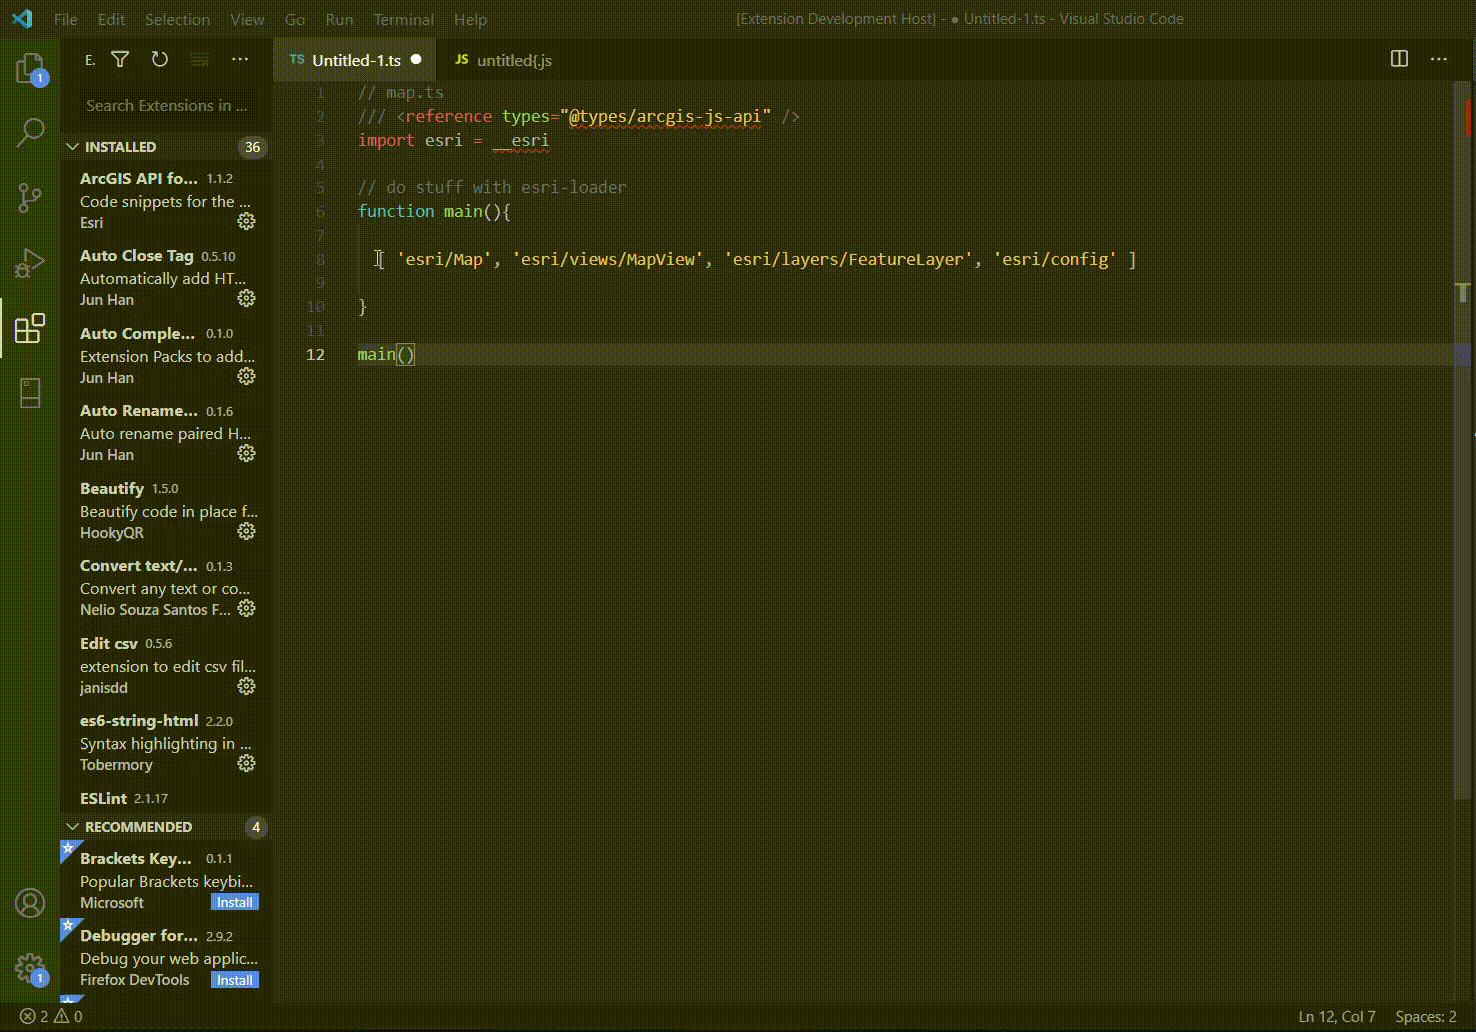 File Edit Selection View Go Run Terminal Help
[Extension Development Host] - ● Untitled-1.ts - Visual Studio Code
E.
Search Extensions in ...
INSTALLED 36
ArcGIS API fo... 1.1.2
Code snippets for the ...
Esri
Auto Close Tag 0.5.10
Automatically add HT...
Jun Han
Auto Comple... 0.1.0
Extension Packs to add...
Jun Han
Auto Rename... 0.1.6
Auto rename paired H...
Jun Han
Beautify 1.5.0
Beautify code in place f...
HookyQR
Convert text/... 0.1.3
Convert any text or co...
Nelio Souza Santos F...
Edit csv 0.5.6
extension to edit csv fil...
janisdd
es6-string-html 2.2.0
Syntax highlighting in ...
Tobermory
ESLint 2.1.17
RECOMMENDED 4
Brackets Key... 0.1.1
Popular Brackets keybi...
Microsoft Install
Debugger for... 2.9.2
Debug your web applic...
Firefox DevTools Install
1
1
TS Untitled-1.ts ●
JS untitled{.js
1 // map.ts
2 /// <reference types="@types/arcgis-js-api" />
3 import esri = __esri
4
5 // do stuff with esri-loader
6 function main(){
7
8 [ 'esri/Map', 'esri/views/MapView', 'esri/layers/FeatureLayer', 'esri/config' ]
9
10 }
11
12 main()
2 0
Ln 12, Col 7 Spaces: 2